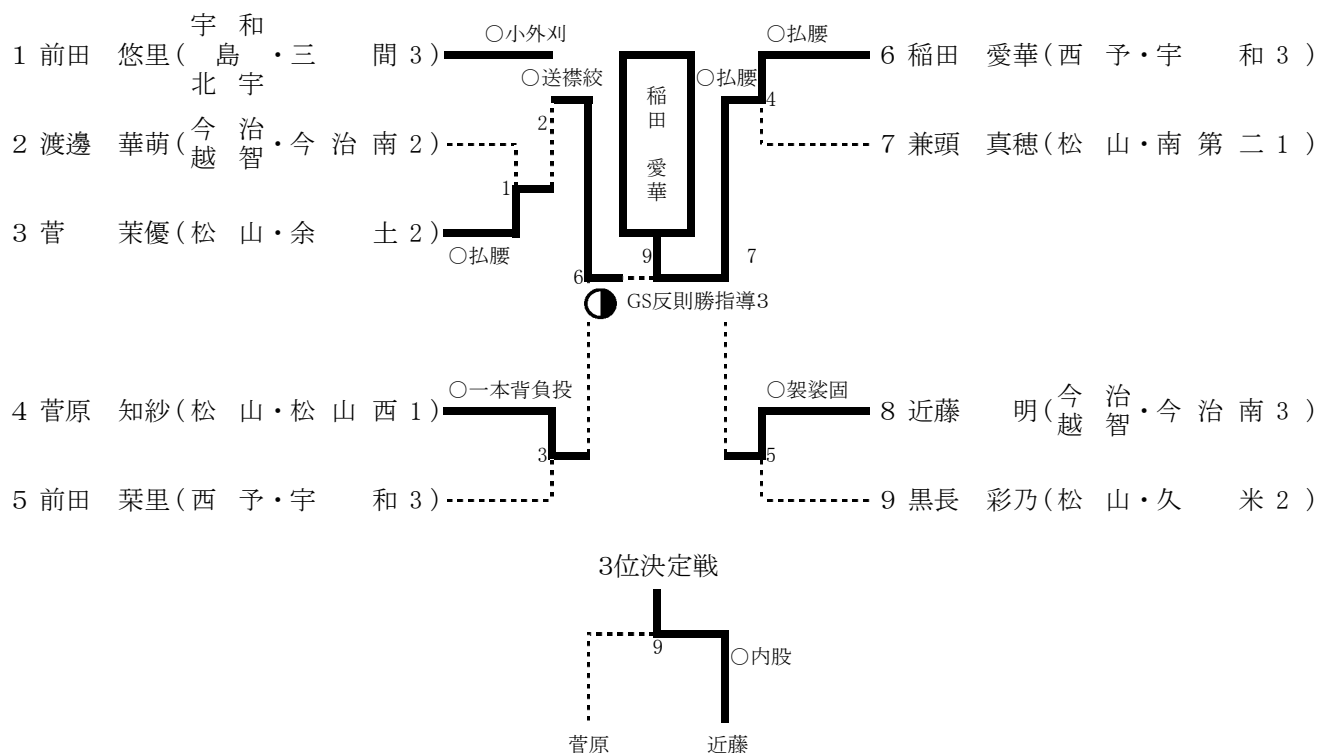 ○小外刈
○払腰
1 前田 悠里(宇和島北宇・三間3)
6 稲田 愛華(西予・宇和3)
○送襟絞
○払腰
稲田 愛華
2
4
2 渡邊 華萌(今治越智・今治南2)
7 兼頭 真穂(松山・南第二1)
1
3 菅 茉優(松山・余土2)
○払腰
9
7
6
GS反則勝指導3
○一本背負投
○袈裟固
4 菅原 知紗(松山・松山西1)
8 近藤 明(今治越智・今治南3)
3
5
5 前田 栞里(西予・宇和3)
9 黒長 彩乃(松山・久米2)
3位決定戦
9
○内股
菅原
近藤